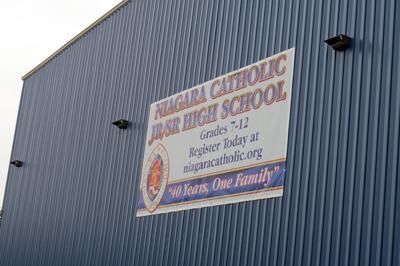 NIAGARA CATHOLIC
JR/SR HIGH SCHOOL
Grades 7-12
Register Today at
niagaracatholic.org
"40 Years, One Family"